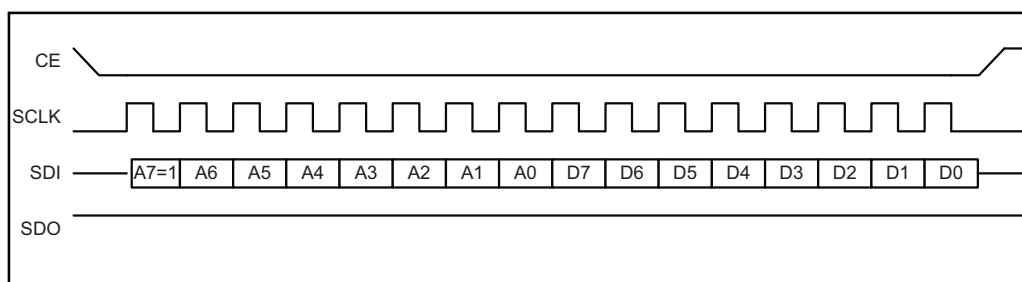 CE
SCLK
SDI A7=1 A6 A5 A4 A3 A2 A1 A0 D7 D6 D5 D4 D3 D2 D1 D0
SDO